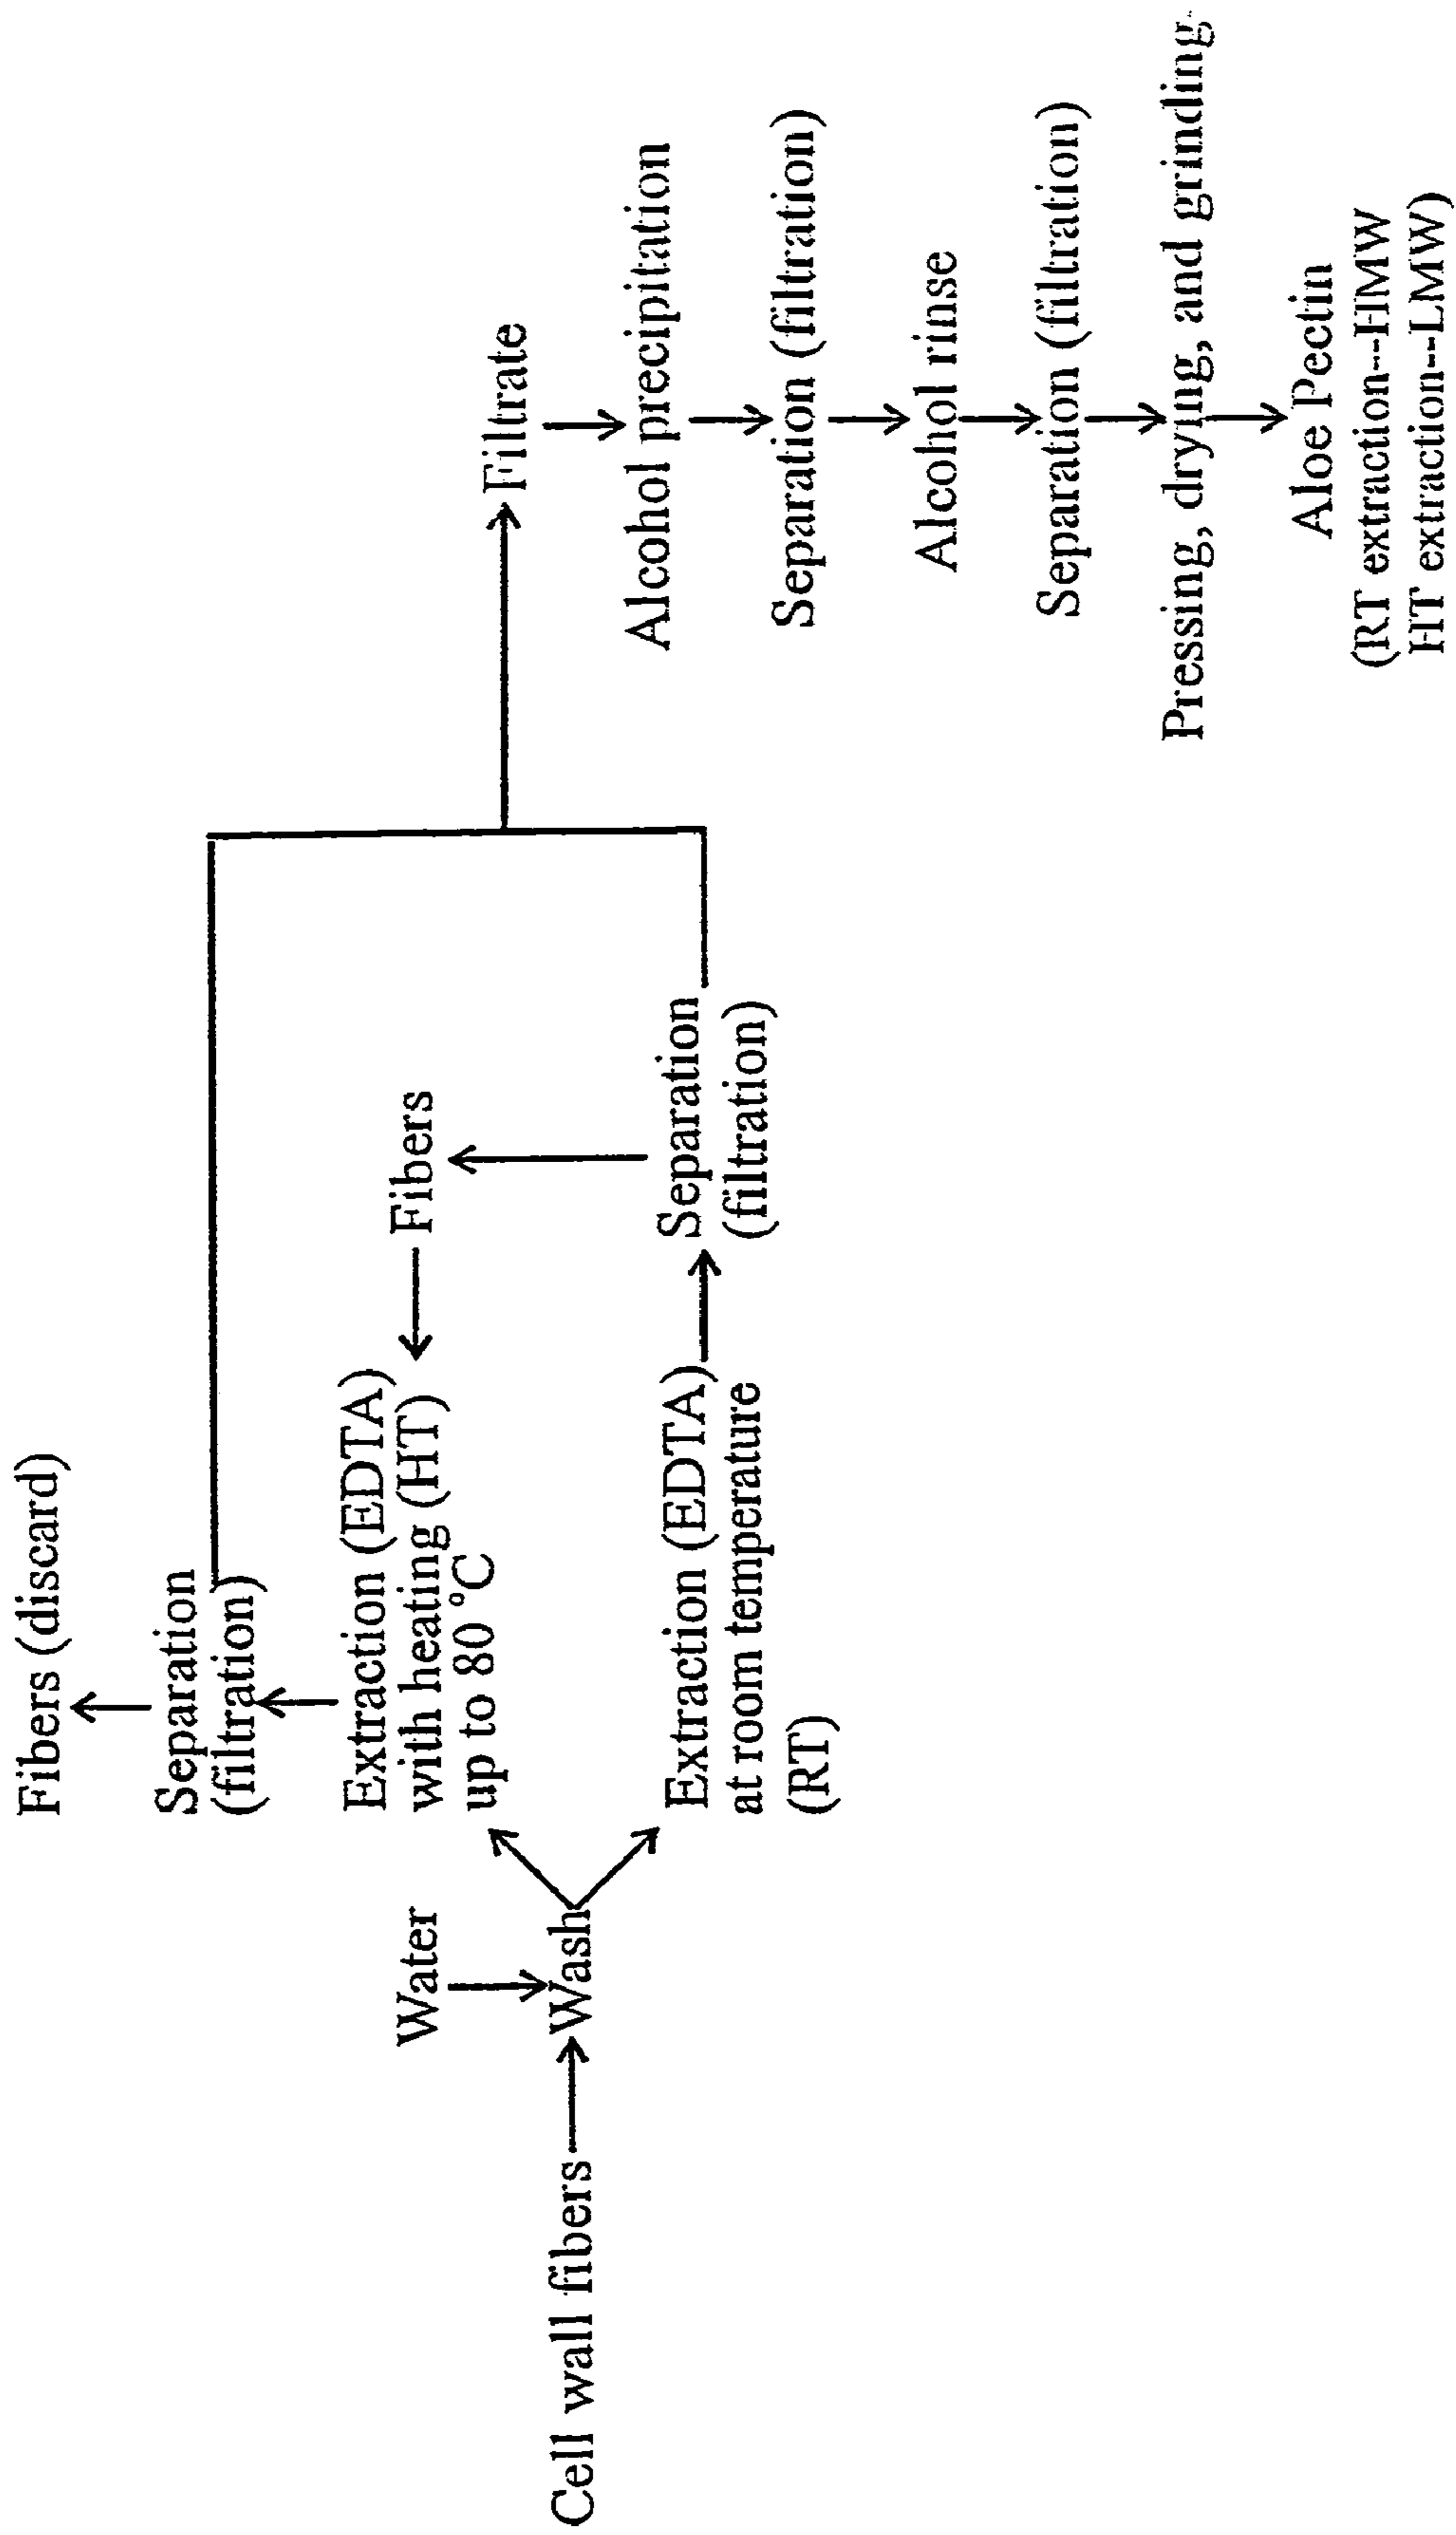 Cell wall fibers
Water
Wash
Fibers (discard)
Separation
(filtration)
Extraction (EDTA)
with heating (HT)
up to 80 °C
Extraction (EDTA)
at room temperature
(RT)
Fibers
Separation
(filtration)
Filtrate
Alcohol precipitation
Separation (filtration)
Alcohol rinse
Separation (filtration)
Pressing, drying, and grinding
Aloe Pectin
(RT extraction--HMW
HT extraction--LMW)